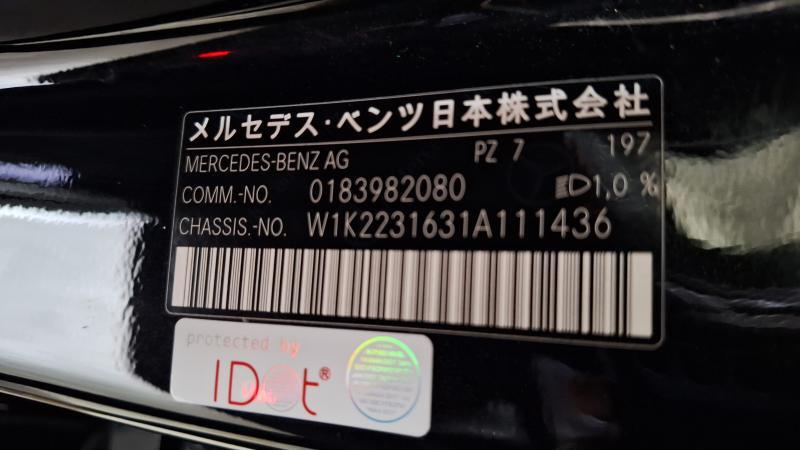 メルセデス・ベンツ日本株式会社
MERCEDES-BENZ AG PZ 7 197
COMM.-NO. 0183982080 1,0 %
CHASSIS.-NO. W1K2231631A111436
protected by
IDot®